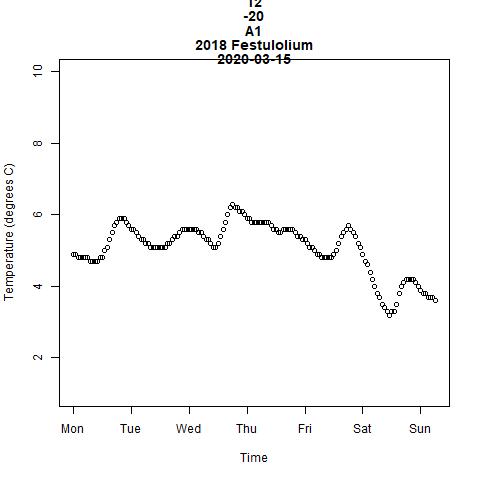 12
-20
A1
2018 Festulolium
2020-03-15
Temperature (degrees C)
10
8
6
4
2
Mon Tue Wed Thu Fri Sat Sun
Time